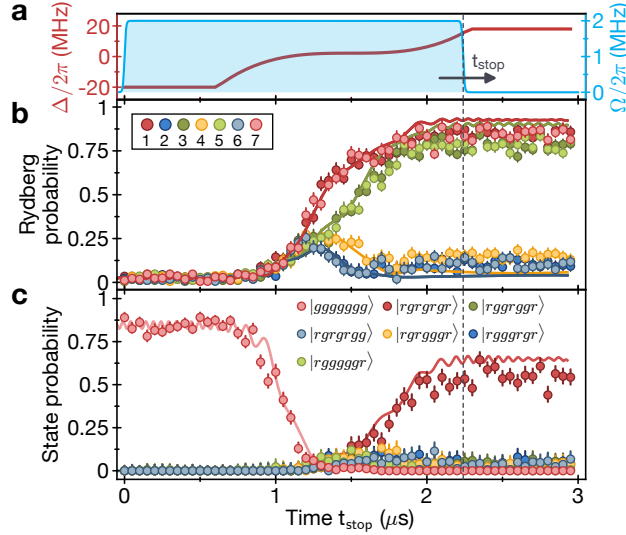 a
Δ/2π (MHz)
20
0
-20
t_stop
2
1
0
Ω/2π (MHz)
b
Rydberg probability
1
0.75
0.5
0.25
0
1 2 3 4 5 6 7
c
State probability
0.75
0.5
0.25
0
|ggggggg⟩ |rgrgrgr⟩ |rggrggr⟩
|rgrgrgg⟩ |rgrgggr⟩ |rgggrgr⟩
|rgggggr⟩
0 1 2 3
Time t_stop (μs)